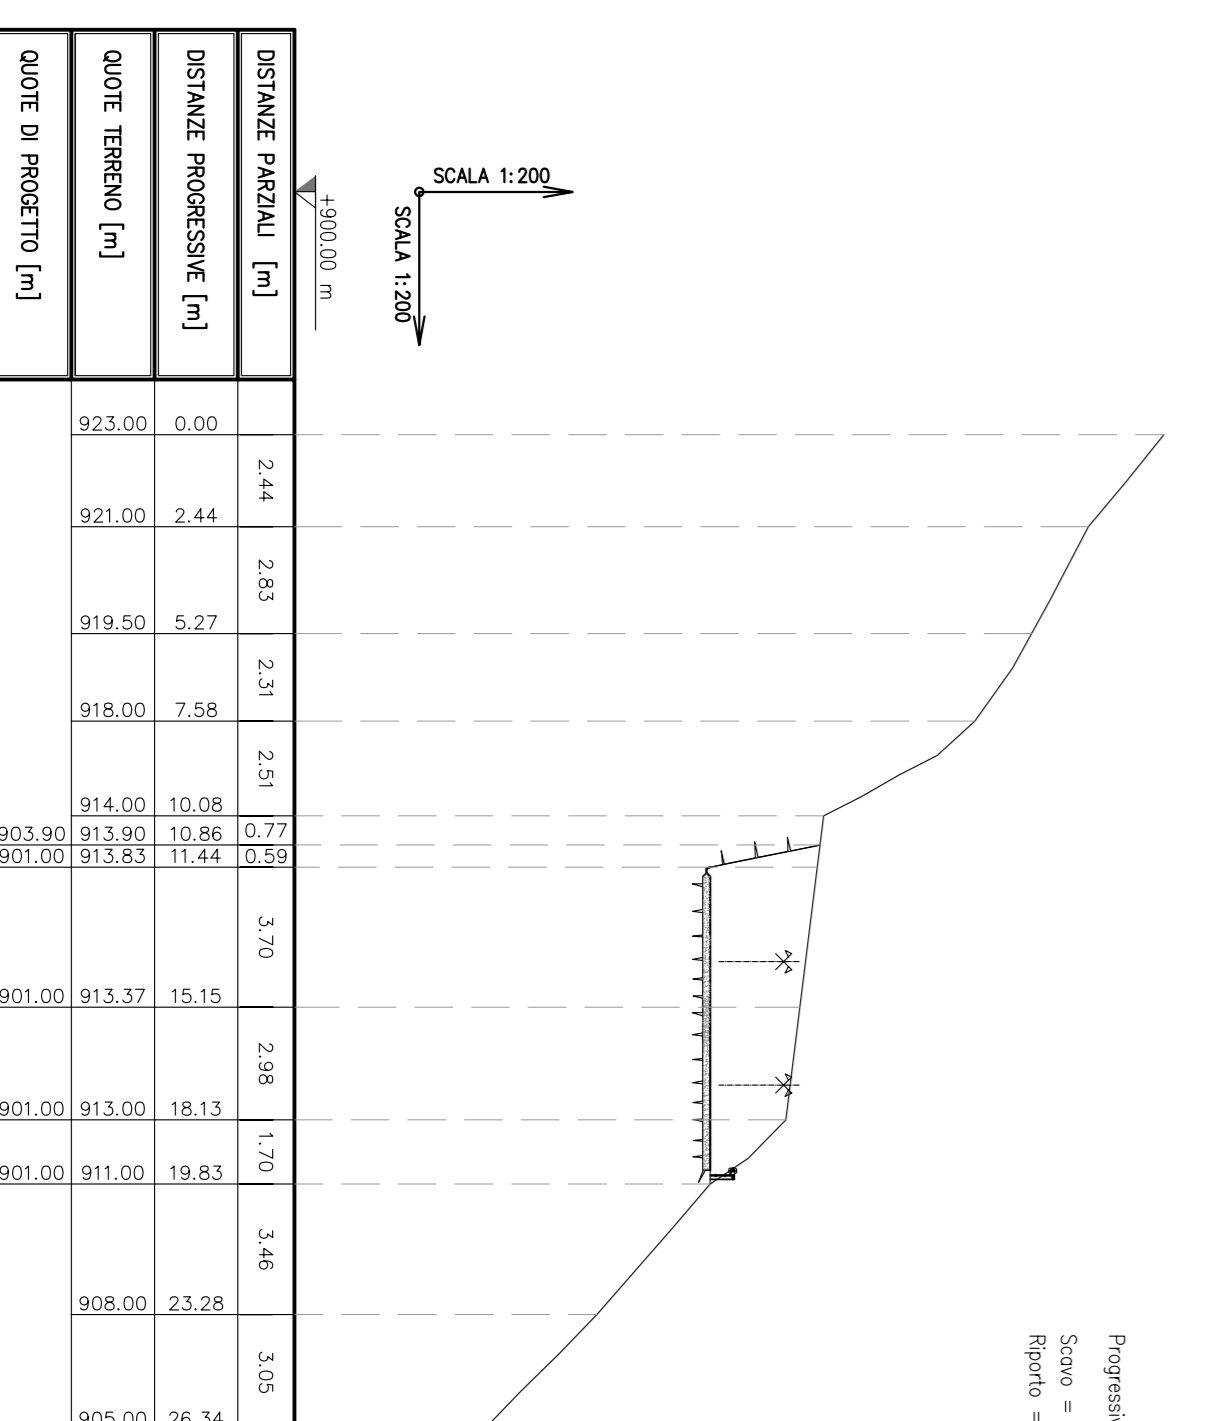 Scavo =
Riporto =
SCALA 1:200
SCALA 1:200
+900.00 m
DISTANZE PARZIALI [m] 2.44 2.83 2.31 2.51 0.77 0.59 3.70 2.98 1.70 3.46 3.05
DISTANZE PROGRESSIVE [m] 0.00 2.44 5.27 7.58 10.08 10.86 11.44 15.15 18.13 19.83 23.28 26.34
QUOTE TERRENO [m] 923.00 921.00 919.50 918.00 914.00 913.90 913.83 913.37 913.00 911.00 908.00 905.00
QUOTE DI PROGETTO [m] 903.90 901.00 901.00 901.00 901.00